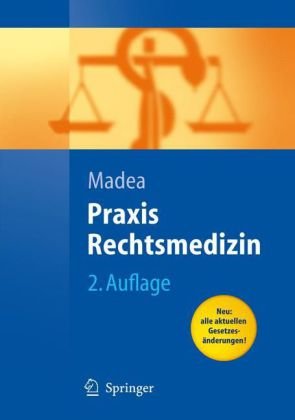 Madea
Praxis
Rechtsmedizin
2. Auflage
Neu:
alle aktuellen
Gesetzes-
änderungen!
Springer